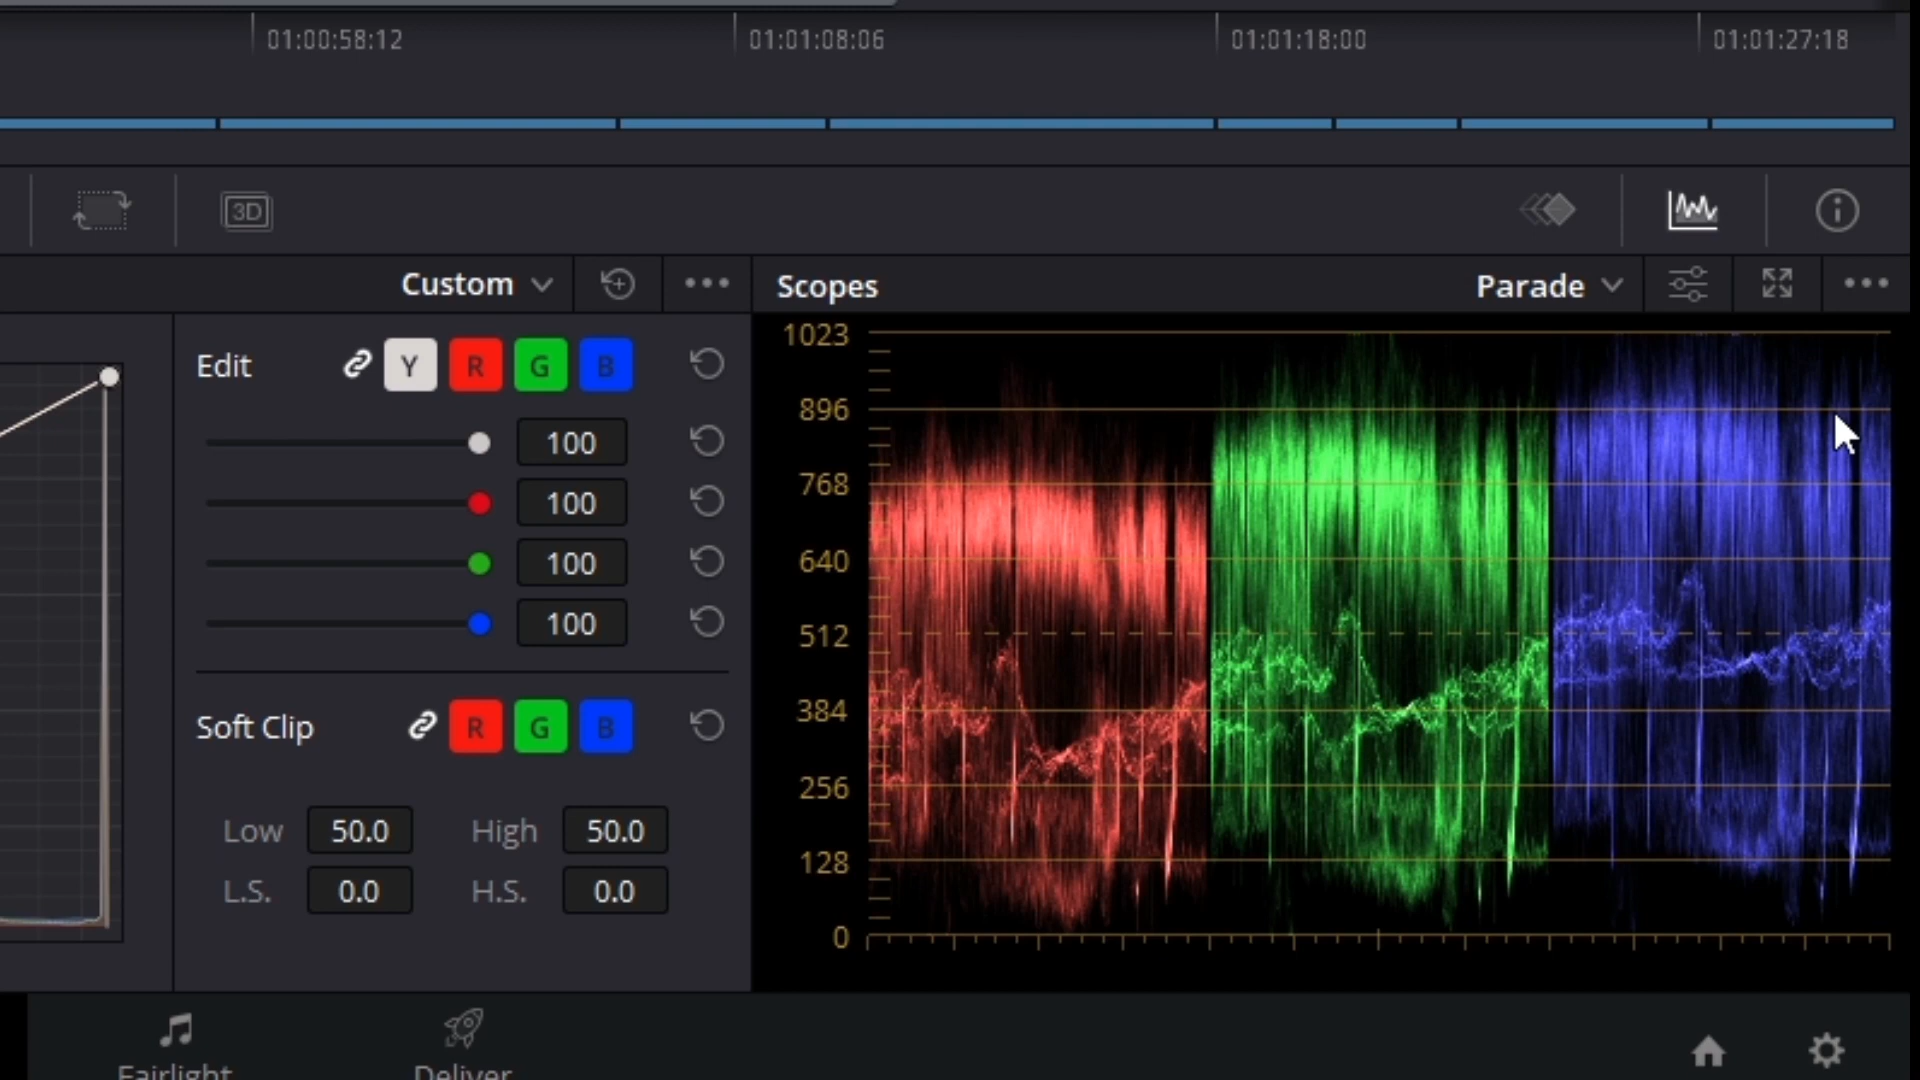 01:00:58:12 01:01:08:06 01:01:18:00 01:01:27:18
3D
Custom
Scopes
Parade
Edit Y R G B
100
100
100
100
Soft Clip R G B
Low 50.0 High 50.0
L.S. 0.0 H.S. 0.0
1023
896
768
640
512
384
256
128
0
Fairlight
Deliver